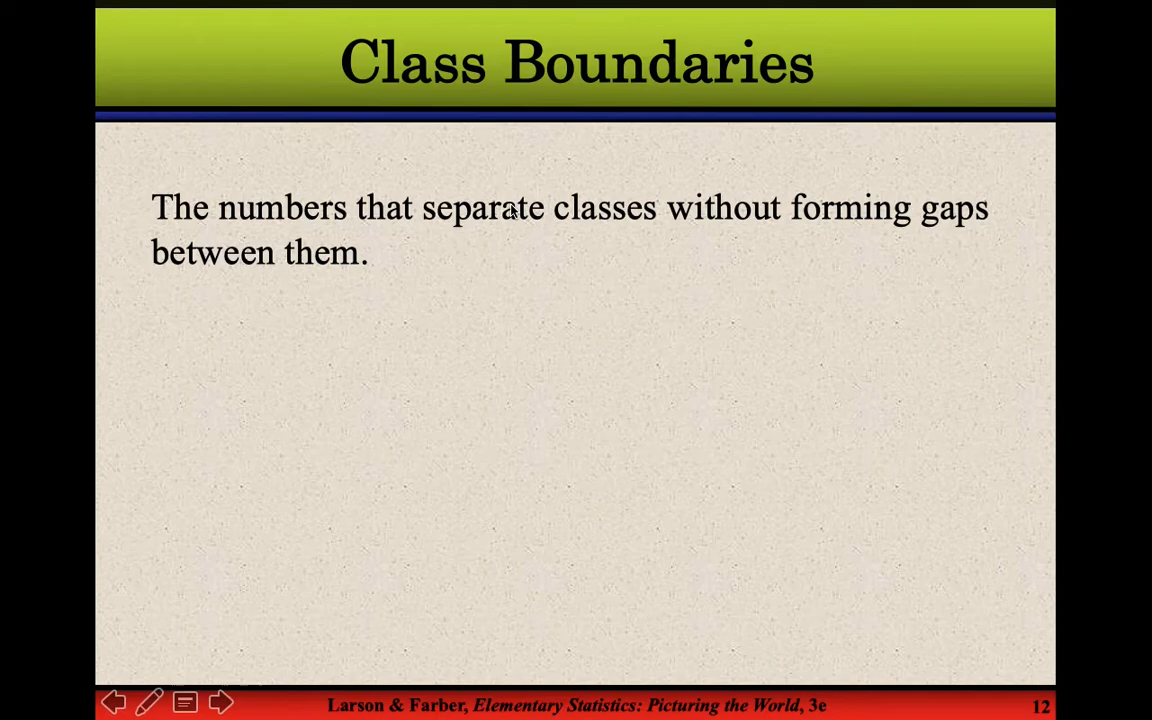 Class Boundaries
The numbers that separate classes without forming gaps
between them.
Larson & Farber, Elementary Statistics: Picturing the World, 3e
12